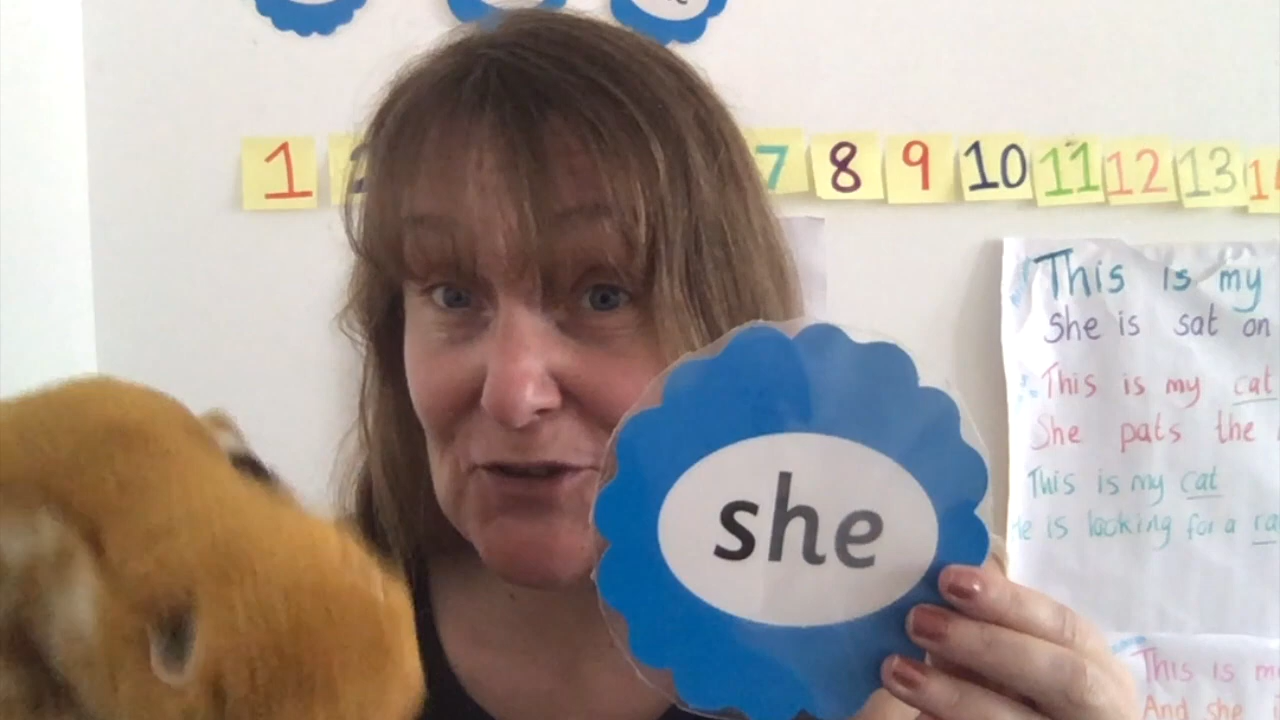 1 7 8 9 10 11 12 13
This is my
She is sat on
This is my cat
She pats the
This is my cat
is looking for a
she
This is
And she